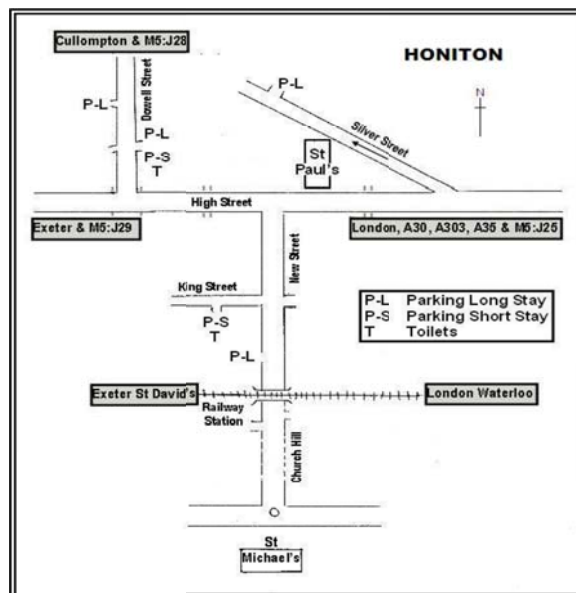 Cullompton & M5:J28
HONITON
Dowell Street
P-L
P-L
N
P-L
P-S
T
Silver Street
St
Paul's
High Street
Exeter & M5:J29
London, A30, A303, A35 & M5:J25
New Street
King Street
P-L Parking Long Stay
P-S Parking Short Stay
T Toilets
P-S
T
P-L
Exeter St David's
London Waterloo
Railway
Station
Church Hill
St
Michael's